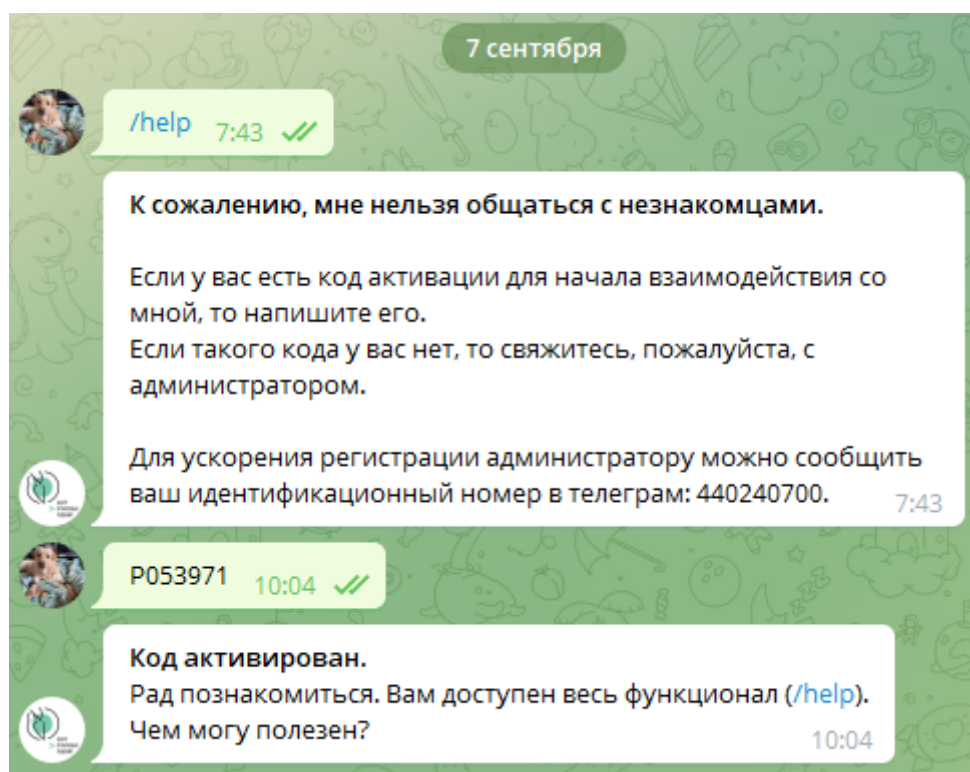 7 сентября
/help 7:43
К сожалению, мне нельзя общаться с незнакомцами.
Если у вас есть код активации для начала взаимодействия со
мной, то напишите его.
Если такого кода у вас нет, то свяжитесь, пожалуйста, с
администратором.
Для ускорения регистрации администратору можно сообщить
ваш идентификационный номер в телеграм: 440240700. 7:43
P053971 10:04
Код активирован.
Рад познакомиться. Вам доступен весь функционал (/help).
Чем могу полезен? 10:04